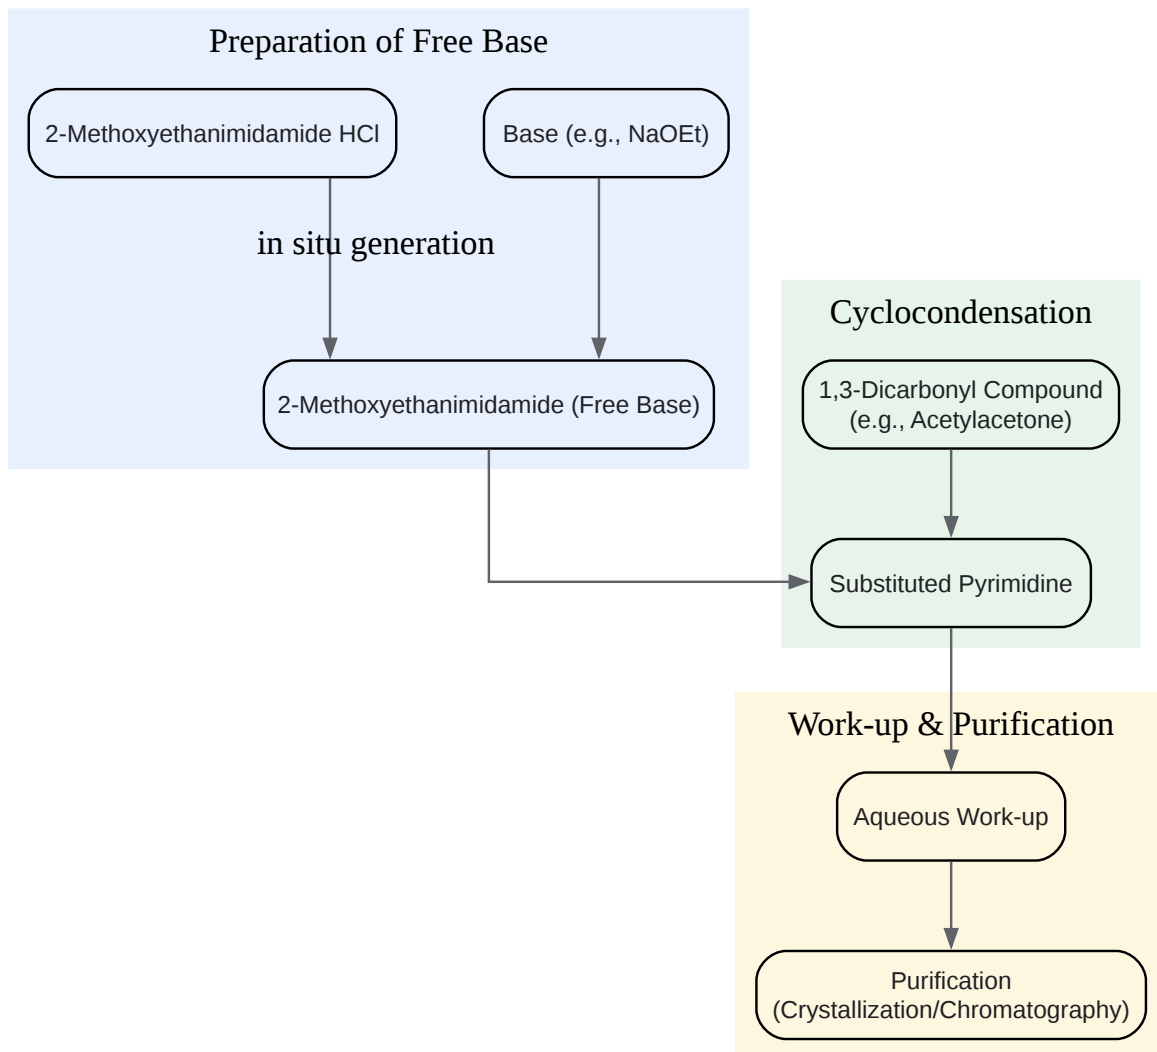 Preparation of Free Base
2-Methoxyethanimidamide HCl
Base (e.g., NaOEt)
in situ generation
2-Methoxyethanimidamide (Free Base)
Cyclocondensation
1,3-Dicarbonyl Compound
(e.g., Acetylacetone)
Substituted Pyrimidine
Work-up & Purification
Aqueous Work-up
Purification
(Crystallization/Chromatography)